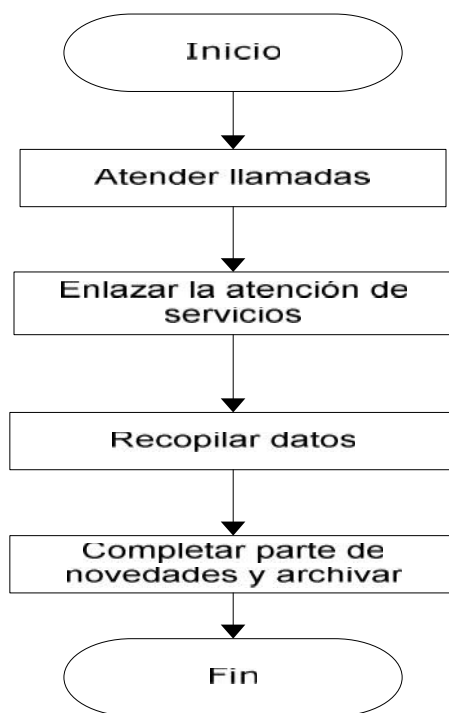 Inicio
Atender llamadas
Enlazar la atención de
servicios
Recopilar datos
Completar parte de
novedades y archivar
Fin